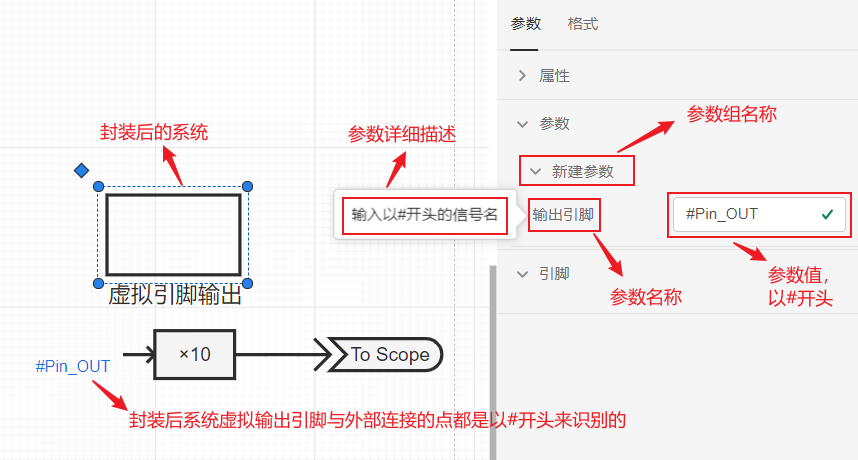 参数 格式
属性
参数
参数组名称
封装后的系统
参数详细描述
新建参数
输入以#开头的信号名
输出引脚
#Pin_OUT
引脚
参数值,
以#开头
参数名称
虚拟引脚输出
×10
To Scope
#Pin_OUT
封装后系统虚拟输出引脚与外部连接的点都是以#开头来识别的